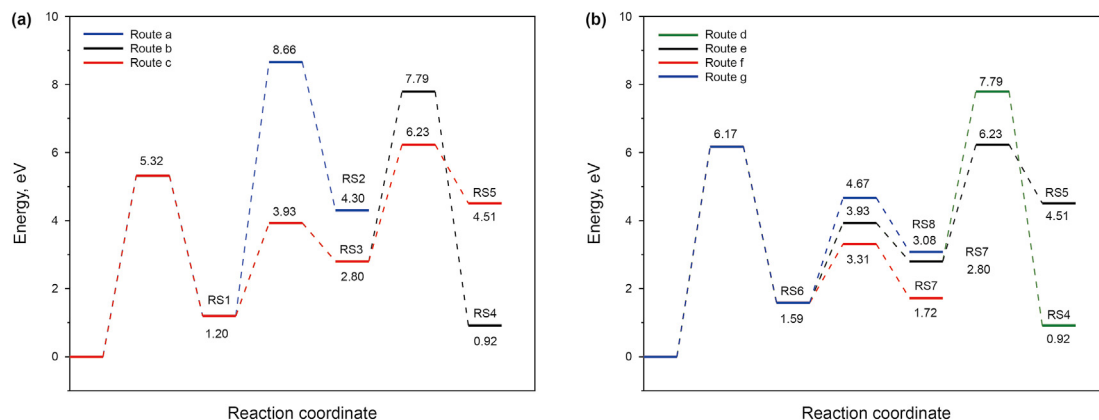 (a)
10
8
6
4
2
0
Energy, eV
Route a
Route b
Route c
8.66
7.79
6.23
5.32
RS2
4.30
RS5
4.51
3.93
RS3
2.80
RS1
1.20
RS4
0.92
Reaction coordinate
(b)
10
8
6
4
2
0
Energy, eV
Route d
Route e
Route f
Route g
7.79
6.17
6.23
4.67
3.93
3.31
RS8
3.08
RS7
2.80
RS5
4.51
RS6
1.59
RS7
1.72
RS4
0.92
Reaction coordinate